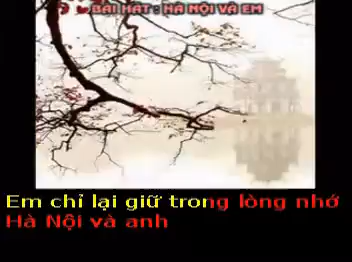 BÀI HÁT : HÀ NỘI VÀ EM
Em chỉ lại giữ trong lòng nhớ
Hà Nội và anh